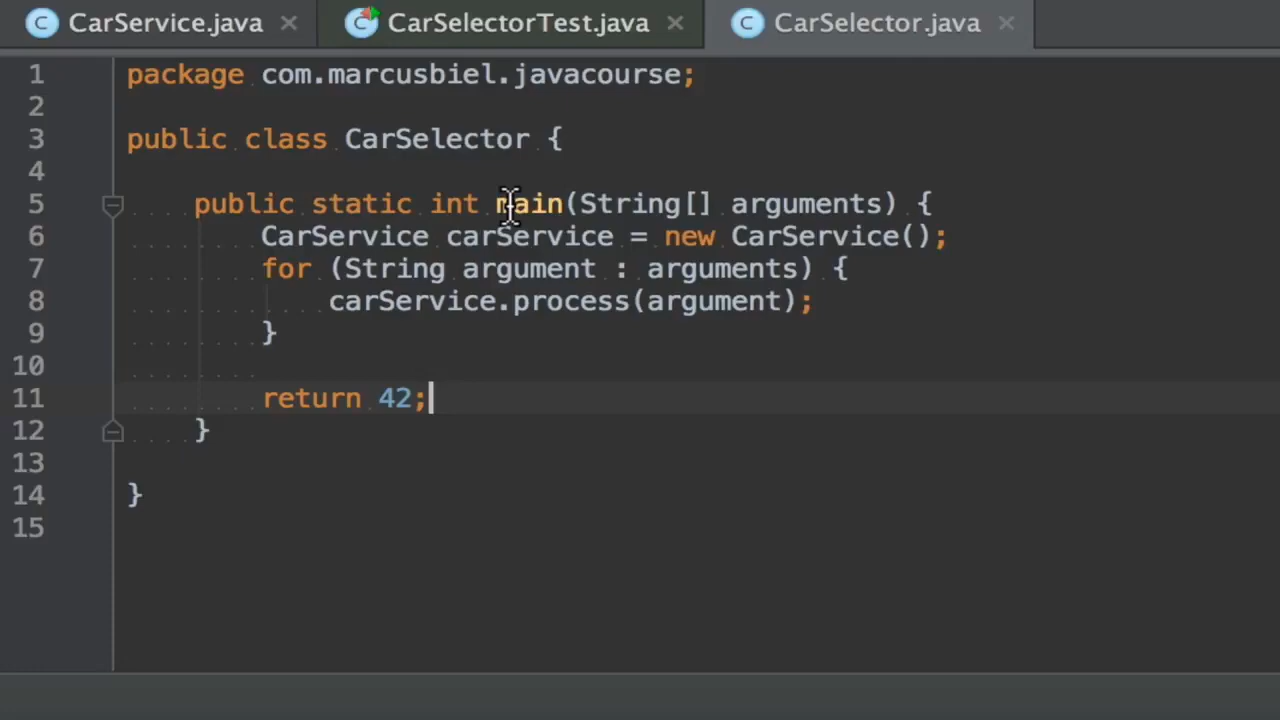 CarService.java CarSelectorTest.java CarSelector.java
1 package com.marcusbiel.javacourse;
2
3 public class CarSelector {
4
5 public static int main(String[] arguments) {
6 CarService carService = new CarService();
7 for (String argument : arguments) {
8 carService.process(argument);
9 }
10
11 return 42;
12 }
13
14 }
15